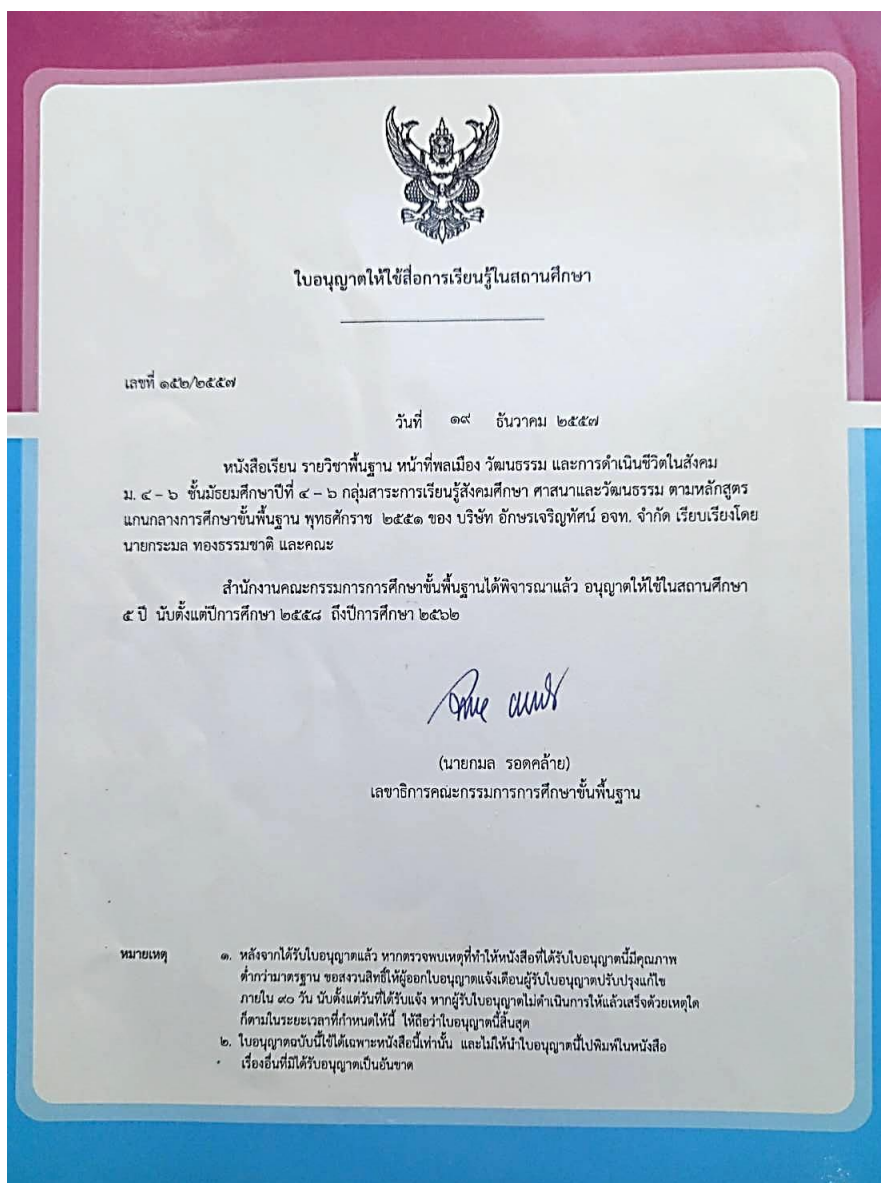 ใบอนุญาตให้ใช้สื่อการเรียนรู้ในสถานศึกษา
เลขที่ ๑๕๒/๒๕๕๗
วันที่ ๑๙ ธันวาคม ๒๕๕๗
หนังสือเรียน รายวิชาพื้นฐาน หน้าที่พลเมือง วัฒนธรรม และการดำเนินชีวิตในสังคม
ม. ๔ – ๖ ชั้นมัธยมศึกษาปีที่ ๔ – ๖ กลุ่มสาระการเรียนรู้สังคมศึกษา ศาสนาและวัฒนธรรม ตามหลักสูตร
แกนกลางการศึกษาขั้นพื้นฐาน พุทธศักราช ๒๕๕๑ ของ บริษัท อักษรเจริญทัศน์ อจท. จำกัด เรียบเรียงโดย
นายกระมล ทองธรรมชาติ และคณะ
สำนักงานคณะกรรมการการศึกษาขั้นพื้นฐานได้พิจารณาแล้ว อนุญาตให้ใช้ในสถานศึกษา
๕ ปี นับตั้งแต่ปีการศึกษา ๒๕๕๘ ถึงปีการศึกษา ๒๕๖๒
(นายกมล รอดคล้าย)
เลขาธิการคณะกรรมการการศึกษาขั้นพื้นฐาน
หมายเหตุ ๑. หลังจากได้รับใบอนุญาตแล้ว หากตรวจพบเหตุที่ทำให้หนังสือที่ได้รับใบอนุญาตนี้มีคุณภาพ
ต่ำกว่ามาตรฐาน ขอสงวนสิทธิ์ให้ผู้ออกใบอนุญาตแจ้งเตือนผู้รับใบอนุญาตปรับปรุงแก้ไข
ภายใน ๙๐ วัน นับตั้งแต่วันที่ได้รับแจ้ง หากผู้รับใบอนุญาตไม่ดำเนินการให้แล้วเสร็จด้วยเหตุใด
ก็ตามในระยะเวลาที่กำหนดให้นี้ ให้ถือว่าใบอนุญาตนี้สิ้นสุด
๒. ใบอนุญาตฉบับนี้ใช้ได้เฉพาะหนังสือนี้เท่านั้น และไม่ให้นำใบอนุญาตนี้ไปพิมพ์ในหนังสือ
เรื่องอื่นที่มิได้รับอนุญาตเป็นอันขาด